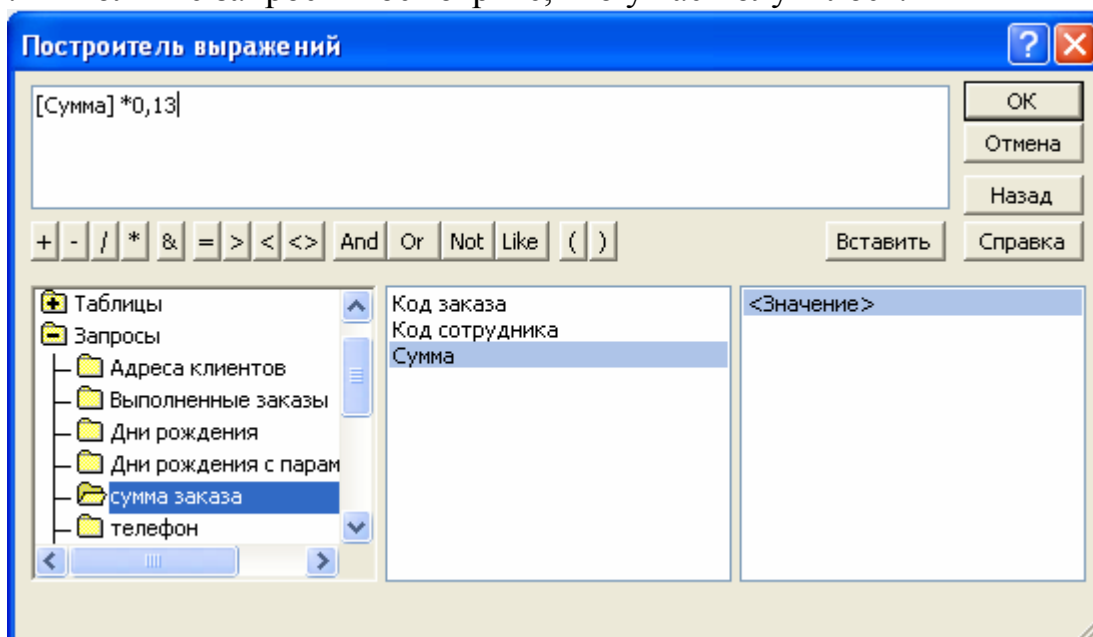 Построитель выражений
[Сумма] *0,13
ОК
Отмена
Назад
+ - / * & = > < <> And Or Not Like ( ) Вставить Справка
Таблицы
Запросы
Адреса клиентов
Выполненные заказы
Дни рождения
Дни рождения с парам
сумма заказа
телефон
Код заказа
Код сотрудника
Сумма
<Значение>